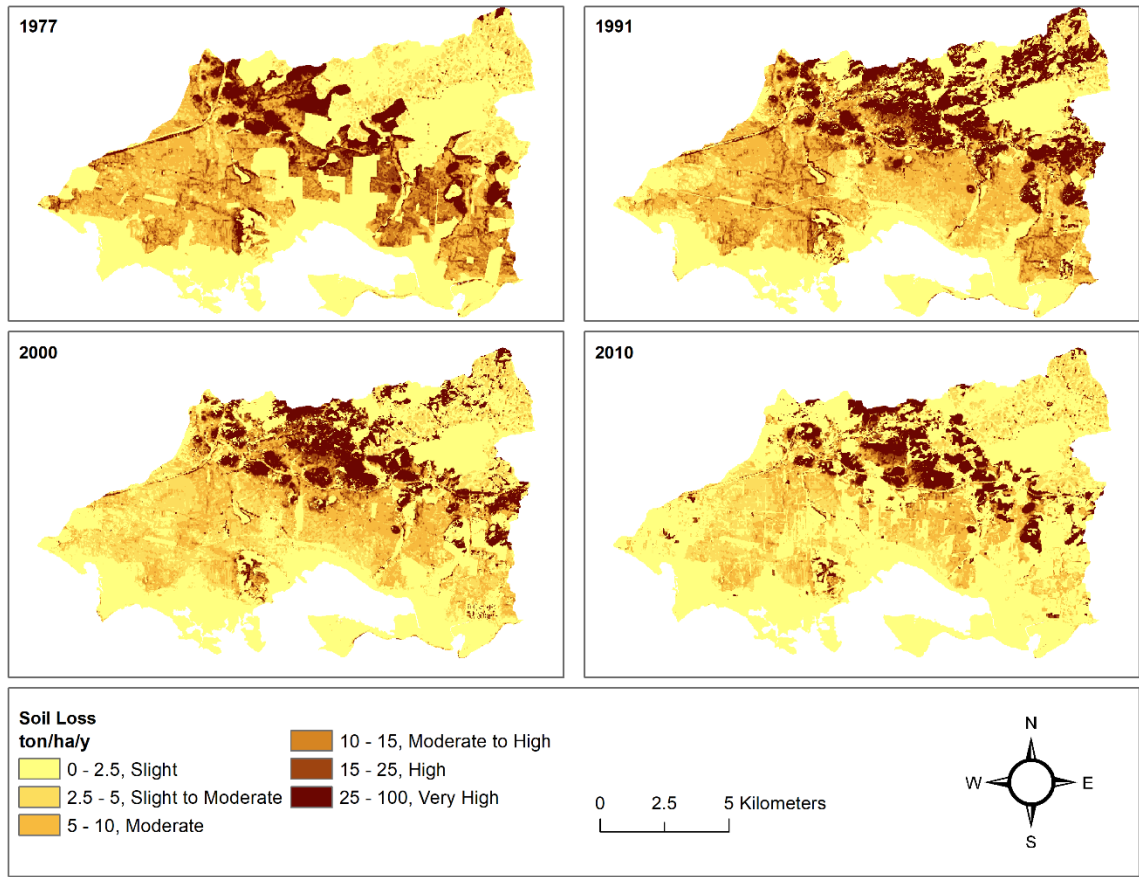 1977
1991
2000
2010
Soil Loss
ton/ha/y
0 - 2.5, Slight
2.5 - 5, Slight to Moderate
5 - 10, Moderate
10 - 15, Moderate to High
15 - 25, High
25 - 100, Very High
0 2.5 5 Kilometers
N
W E
S